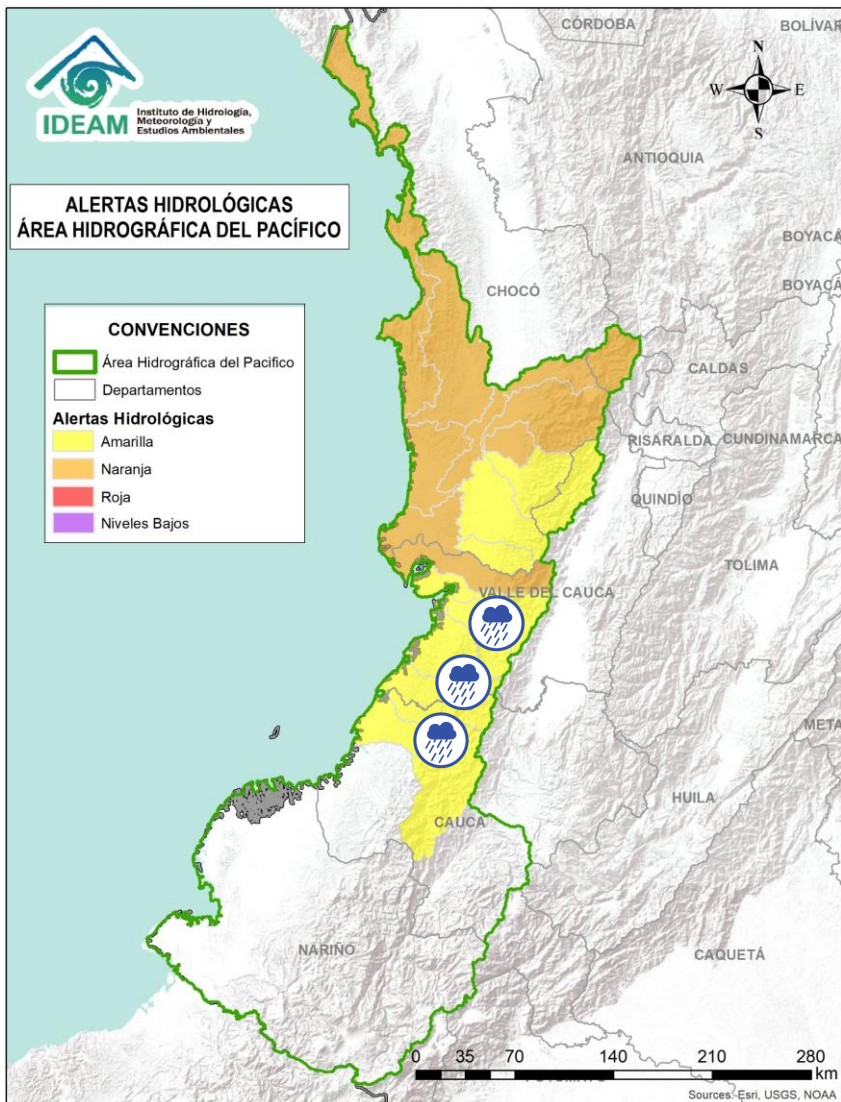 IDEAM
Instituto de Hidrología,
Meteorología y
Estudios Ambientales
ALERTAS HIDROLÓGICAS
ÁREA HIDROGRÁFICA DEL PACÍFICO
CONVENCIONES
Área Hidrográfica del Pacifico
Departamentos
Alertas Hidrológicas
Amarilla
Naranja
Roja
Niveles Bajos
N
W E
S
CÓRDOBA
BOLÍVAR
ANTIOQUIA
BOYACÁ
BOYACÁ
CHOCÓ
CALDAS
RISARALDA
CUNDINAMARCA
QUINDÍO
TOLIMA
VALLE DEL CAUCA
META
HUILA
CAUCA
NARIÑO
CAQUETÁ
0 35 70 140 210 280
km
Sources: Esri, USGS, NOAA